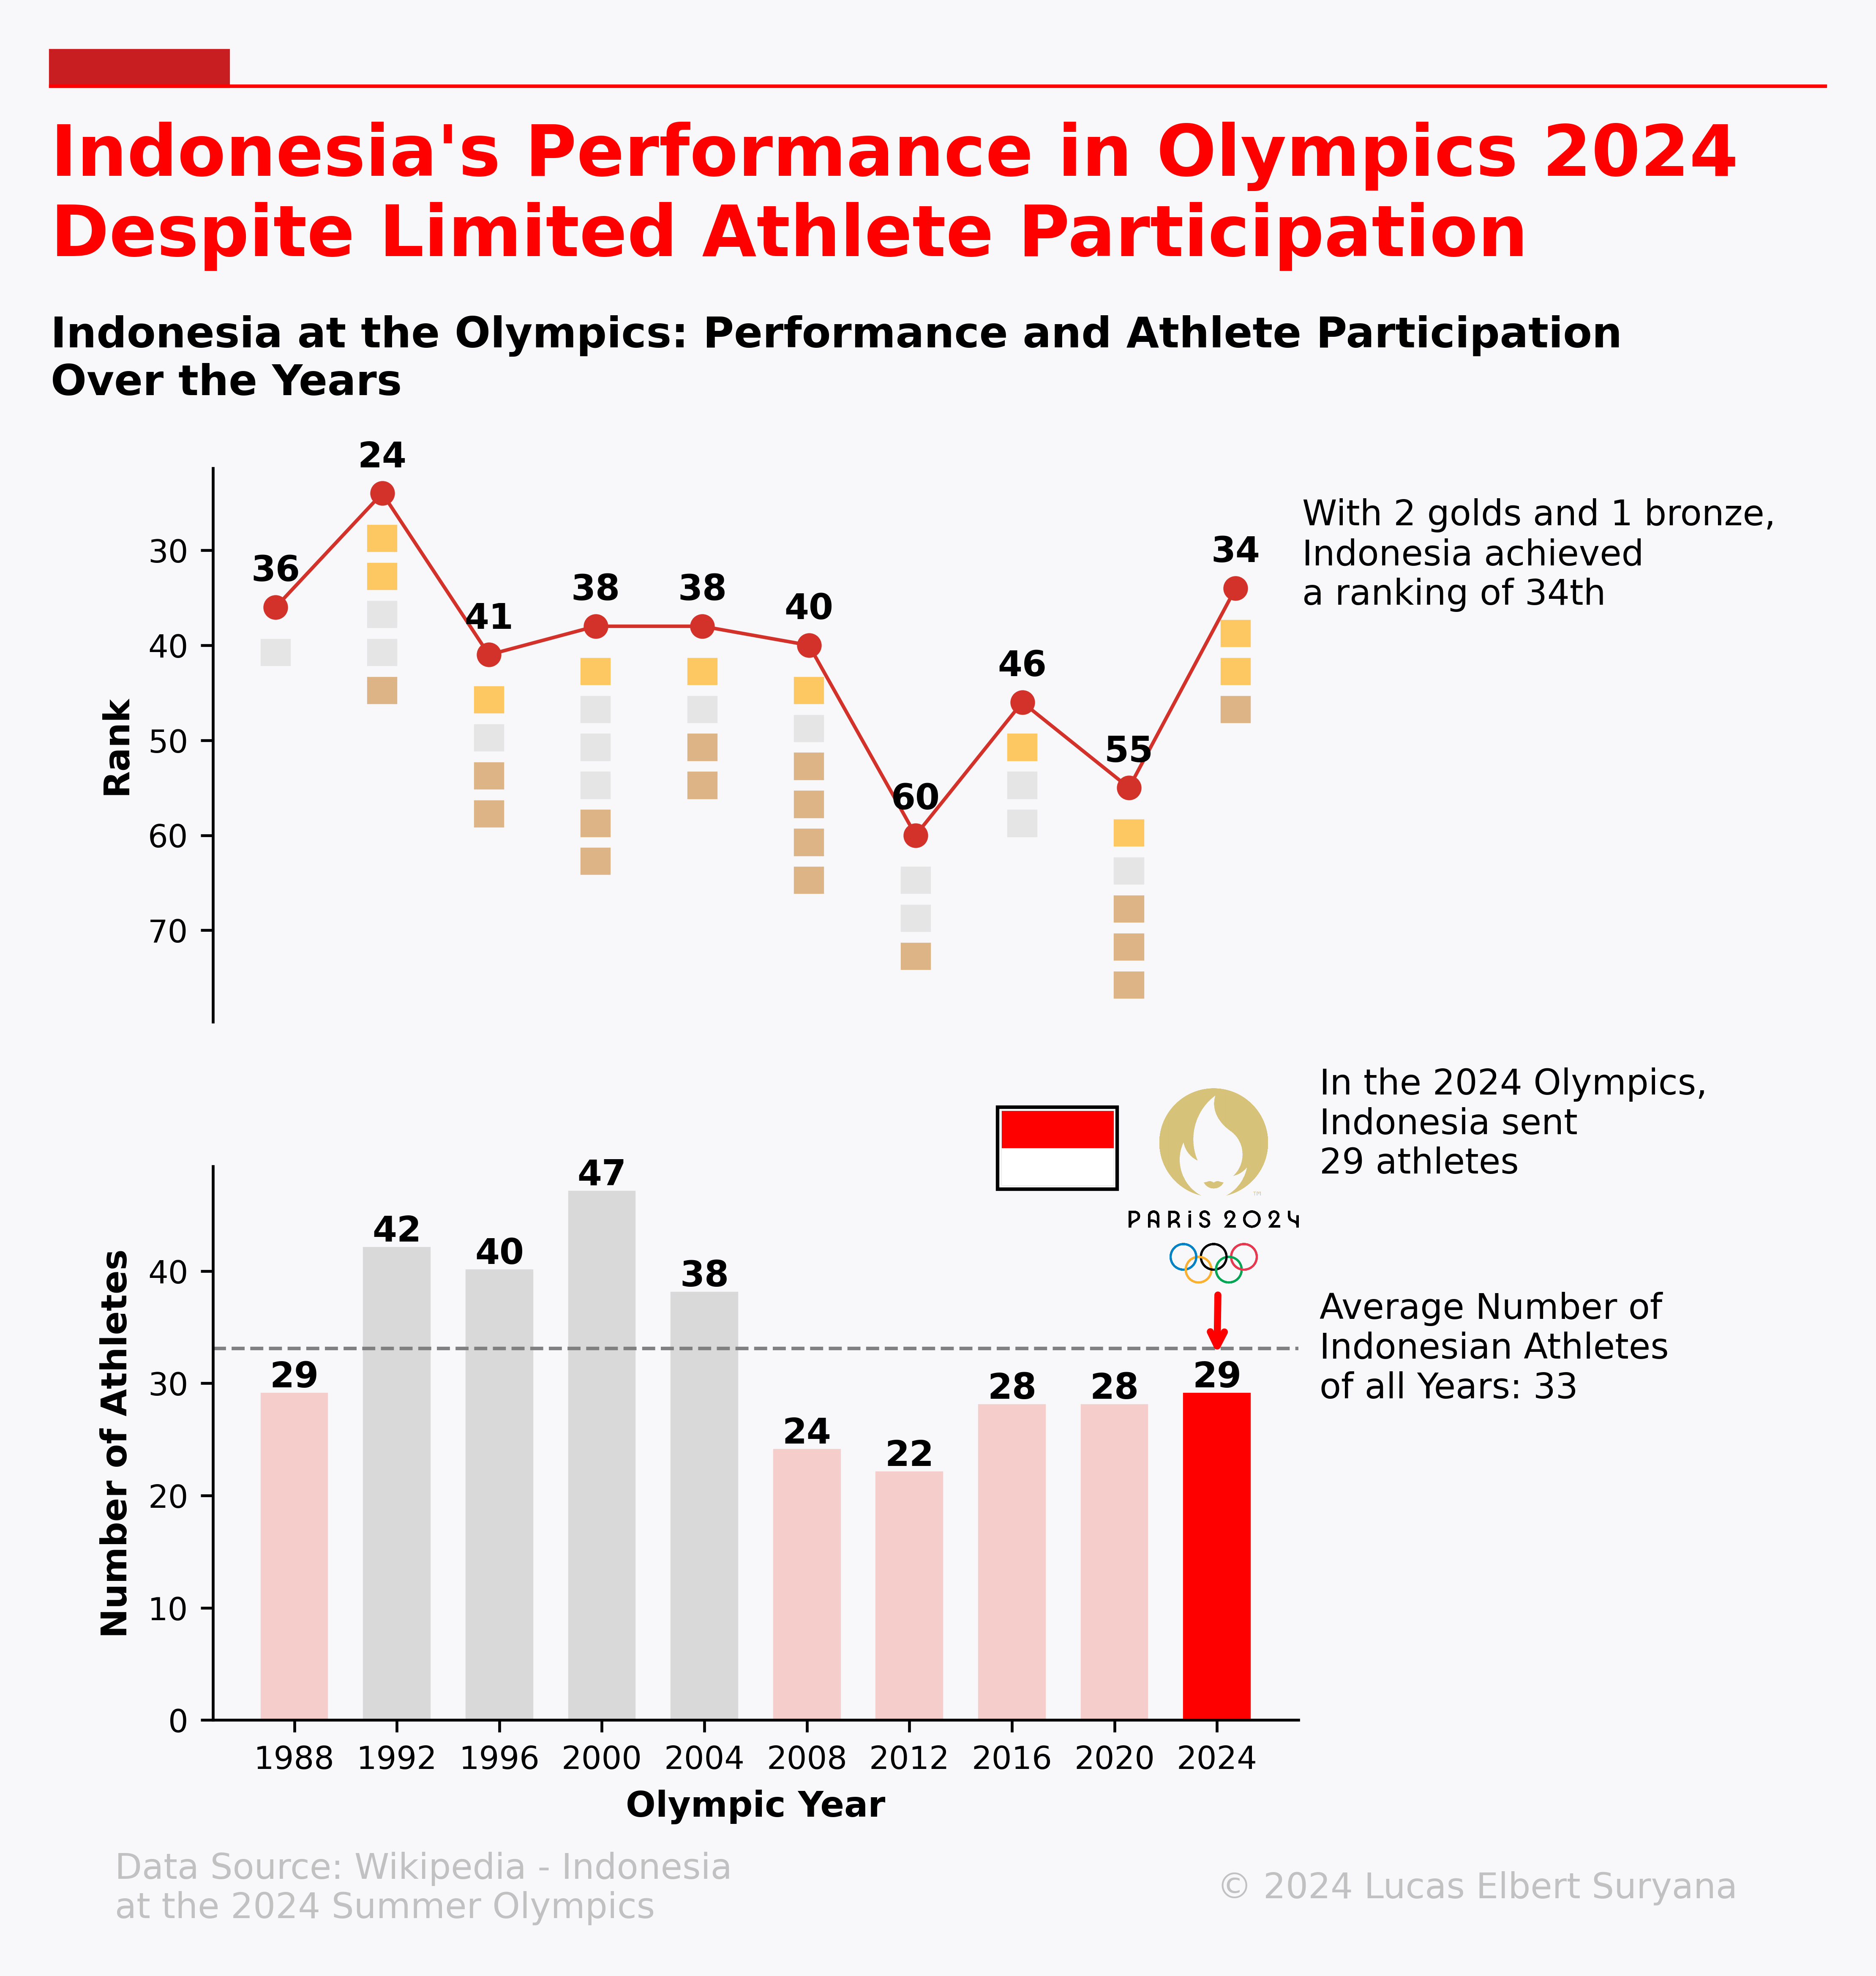 Indonesia's Performance in Olympics 2024
Despite Limited Athlete Participation
Indonesia at the Olympics: Performance and Athlete Participation
Over the Years
Rank
30
40
50
60
70
36
24
41
38
38
40
60
46
55
34
With 2 golds and 1 bronze,
Indonesia achieved
a ranking of 34th
In the 2024 Olympics,
Indonesia sent
29 athletes
TM
PARiS 2024
Average Number of
Indonesian Athletes
of all Years: 33
Number of Athletes
40
30
20
10
0
29
42
40
47
38
24
22
28
28
29
1988 1992 1996 2000 2004 2008 2012 2016 2020 2024
Olympic Year
Data Source: Wikipedia - Indonesia
at the 2024 Summer Olympics
© 2024 Lucas Elbert Suryana